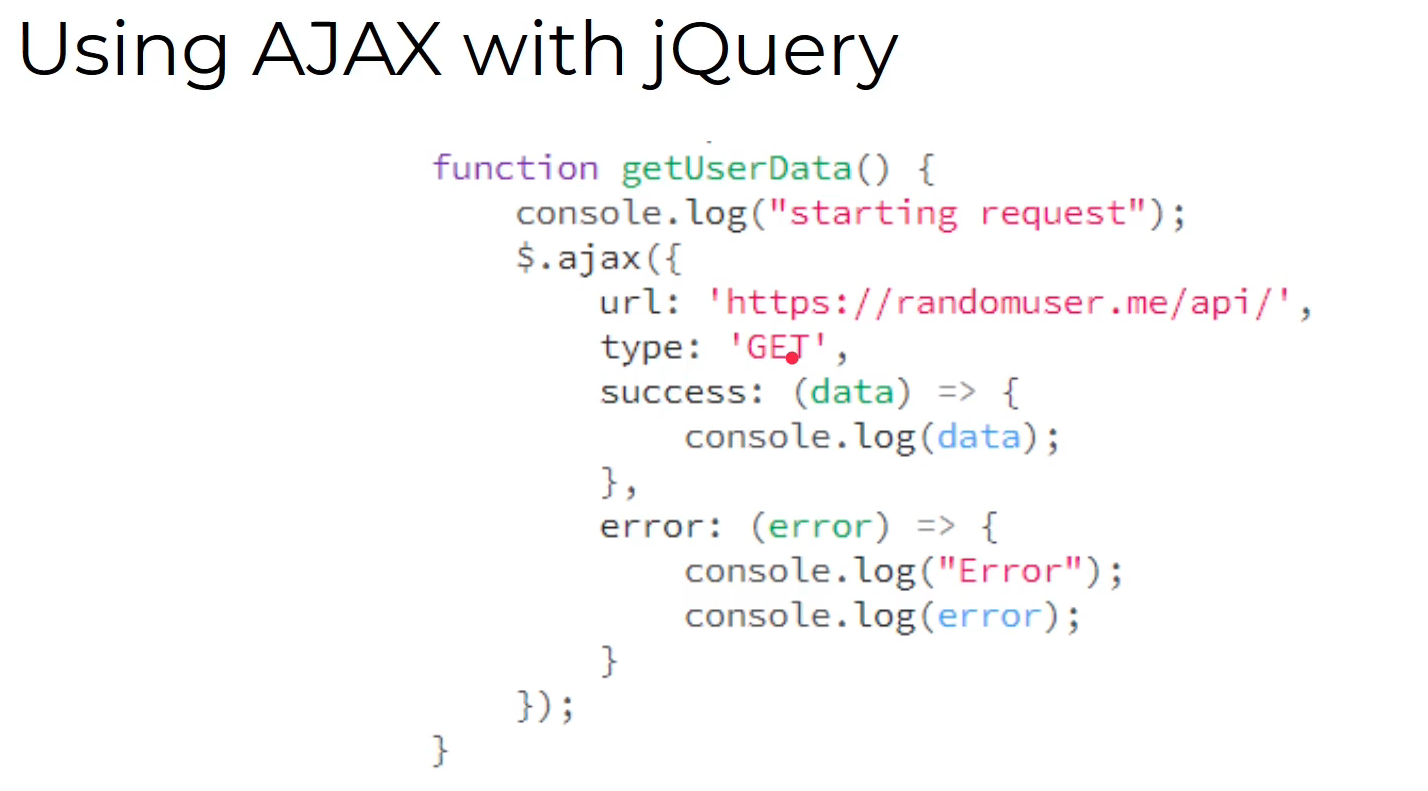 Using AJAX with jQuery
function getUserData() {
    console.log("starting request");
    $.ajax({
        url: 'https://randomuser.me/api/',
        type: 'GET',
        success: (data) => {
            console.log(data);
        },
        error: (error) => {
            console.log("Error");
            console.log(error);
        }
    });
}